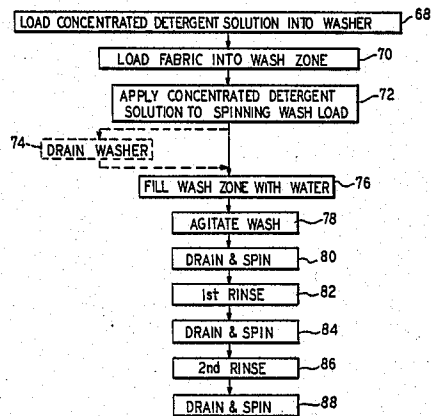 LOAD CONCENTRATED DETERGENT SOLUTION INTO WASHER
68
LOAD FABRIC INTO WASH ZONE
70
APPLY CONCENTRATED DETERGENT
SOLUTION TO SPINNING WASH LOAD
72
74
DRAIN WASHER
FILL WASH ZONE WITH WATER
76
AGITATE WASH
78
DRAIN & SPIN
80
1st RINSE
82
DRAIN & SPIN
84
2nd RINSE
86
DRAIN & SPIN
88